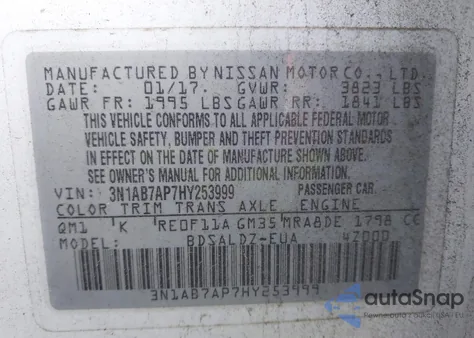 MANUFACTURED BY NISSAN MOTOR CO., LTD.
DATE: 01/17. GVWR: 3823 LBS
GAWR FR: 1995 LBS GAWR RR: 1841 LBS
THIS VEHICLE CONFORMS TO ALL APPLICABLE FEDERAL MOTOR
VEHICLE SAFETY, BUMPER AND THEFT PREVENTION STANDARDS
IN EFFECT ON THE DATE OF MANUFACTURE SHOWN ABOVE.
SEE OWNER'S MANUAL FOR ADDITIONAL INFORMATION.
VIN: 3N1AB7AP7HY253999 PASSENGER CAR
COLOR TRIM TRANS AXLE ENGINE
QM1 K RE0F11A GM35 MRA8DE 1798 CC
MODEL: BDSALD7-EUA 42000
3N1AB7AP7HY253999
autoSnap